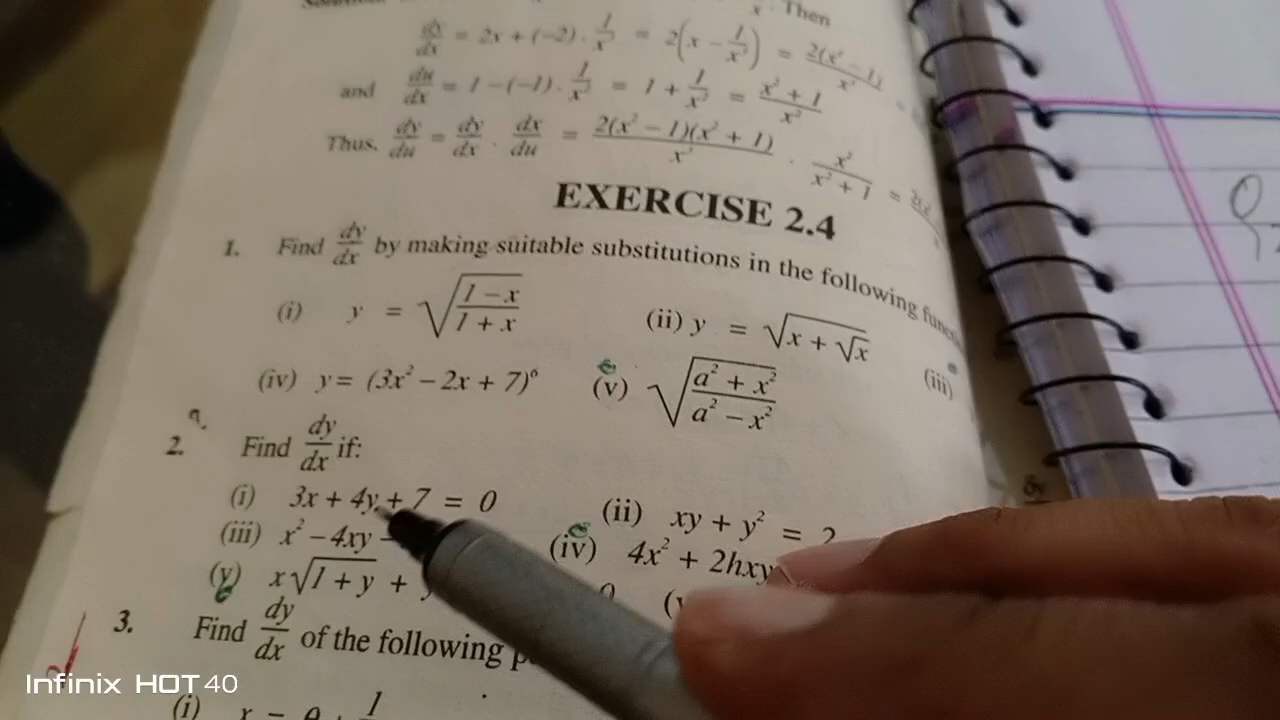 Then
dy/dx = 2x + (−2) · 1/x³ = 2(x − 1/x³) = 2(x⁴ − 1)/x³
and du/dx = 1 − (−1) · 1/x² = 1 + 1/x² = x² + 1/x²
Thus, dy/du = dy/dx · dx/du = 2(x² − 1)(x² + 1)/x³ · x²/x² + 1 =
EXERCISE 2.4
1. Find dy/dx by making suitable substitutions in the following
(i) y = √(1 − x/1 + x) (ii) y = √(x + √x) (iii)
(iv) y = (3x² − 2x + 7)⁶ (v) √(a² + x²/a² − x²)
2. Find dy/dx if:
(i) 3x + 4y + 7 = 0 (ii) xy + y² = 2
(iii) x² − 4xy − (iv) 4x² + 2hxy
(v) x√(1 + y) + 0
3. Find dy/dx of the following
(i) x = θ + 1
Infinix HOT 40